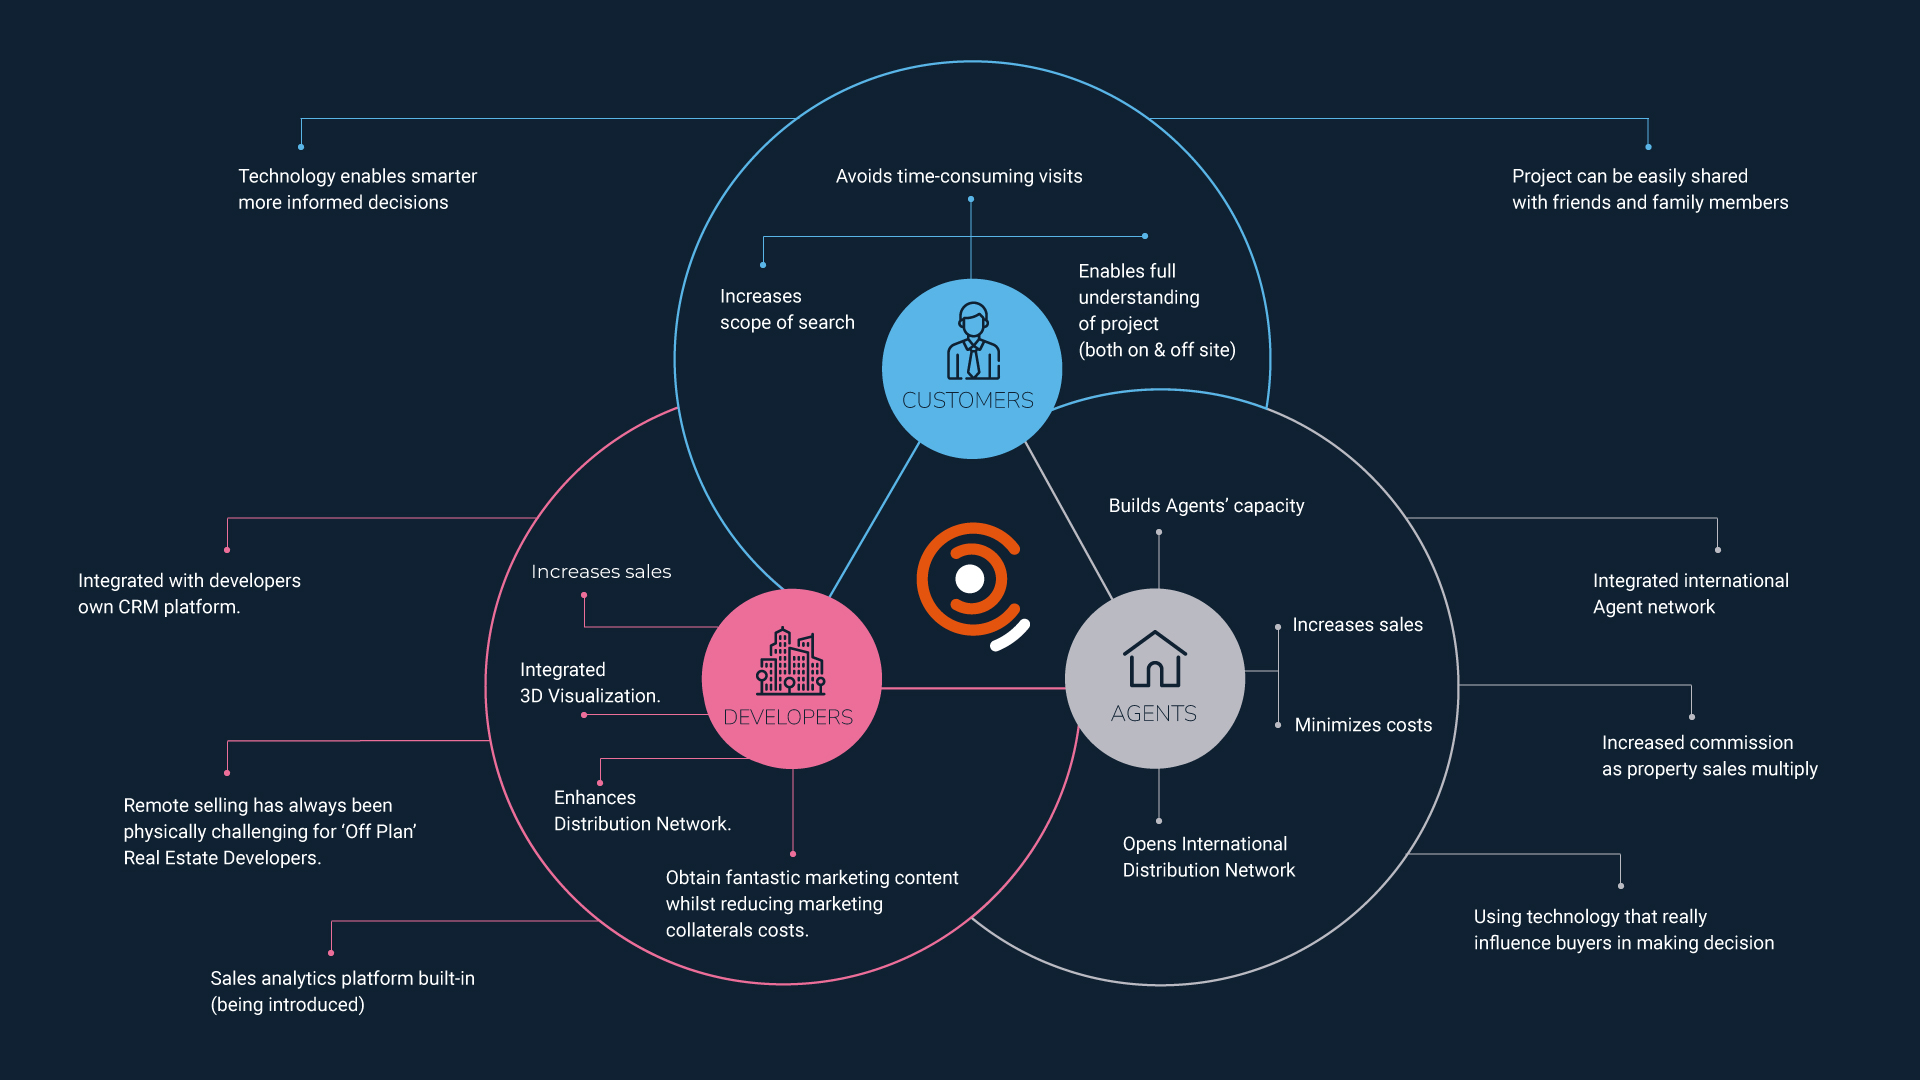 Technology enables smarter
more informed decisions
Avoids time-consuming visits
Project can be easily shared
with friends and family members
Increases
scope of search
Enables full
understanding
of project
(both on & off site)
CUSTOMERS
Builds Agents’ capacity
Integrated with developers
own CRM platform.
Increases sales
Integrated international
Agent network
Increases sales
Integrated
3D Visualization.
DEVELOPERS
AGENTS
Minimizes costs
Increased commission
as property sales multiply
Remote selling has always been
physically challenging for ‘Off Plan’
Real Estate Developers.
Enhances
Distribution Network.
Opens International
Distribution Network
Obtain fantastic marketing content
whilst reducing marketing
collaterals costs.
Using technology that really
influence buyers in making decision
Sales analytics platform built-in
(being introduced)